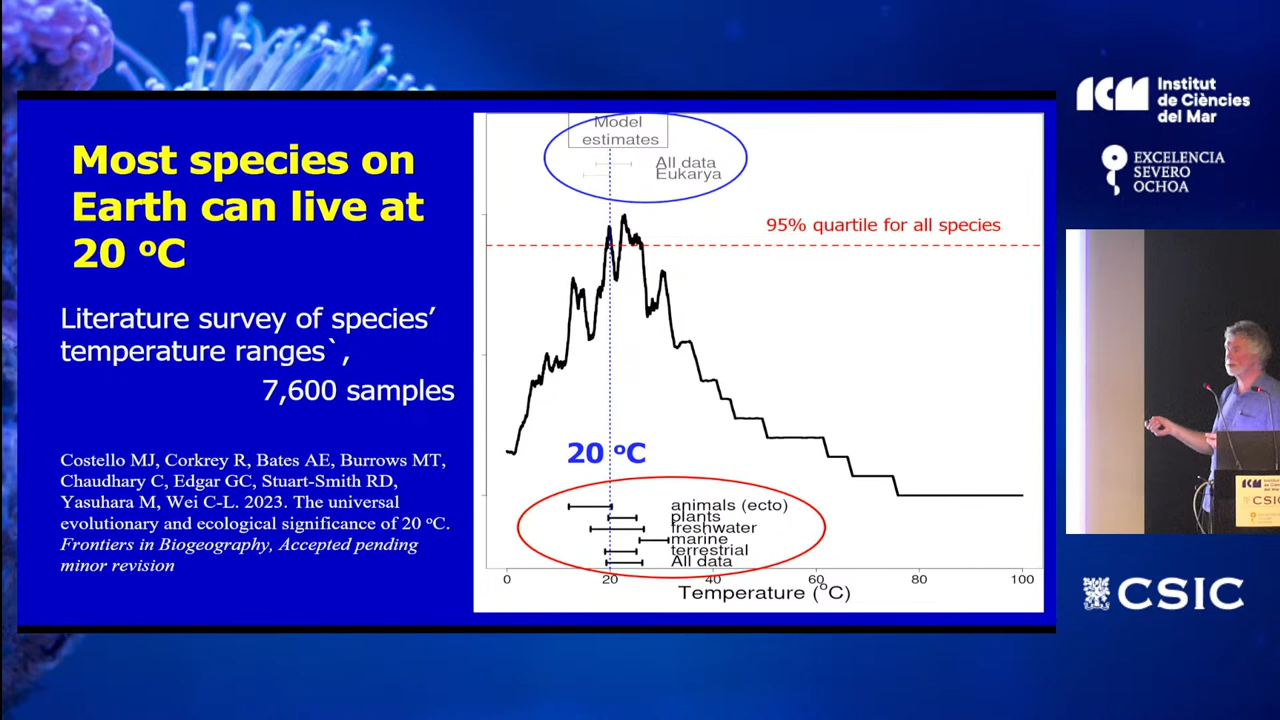 Most species on
Earth can live at
20 ºC
Literature survey of species’
temperature ranges`,
7,600 samples
Costello MJ, Corkrey R, Bates AE, Burrows MT,
Chaudhary C, Edgar GC, Stuart-Smith RD,
Yasuhara M, Wei C-L. 2023. The universal
evolutionary and ecological significance of 20 ºC.
Frontiers in Biogeography, Accepted pending
minor revision
Model
estimates
All data
Eukarya
95% quartile for all species
20 ºC
animals (ecto)
plants
freshwater
marine
terrestrial
All data
0 20 40 60 80 100
Temperature (ºC)
ICM
Institut
de Ciències
del Mar
EXCELENCIA
SEVERO
OCHOA
ICM
CSIC
CSIC